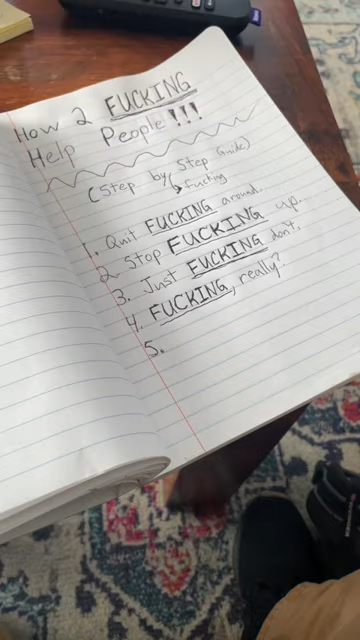 How 2 FUCKING
Help People!!!
(Step by Step Guide)
fucking
1. Quit FUCKING around.
2. Stop FUCKING up.
3. Just FUCKING don't.
4. FUCKING, really?
5.